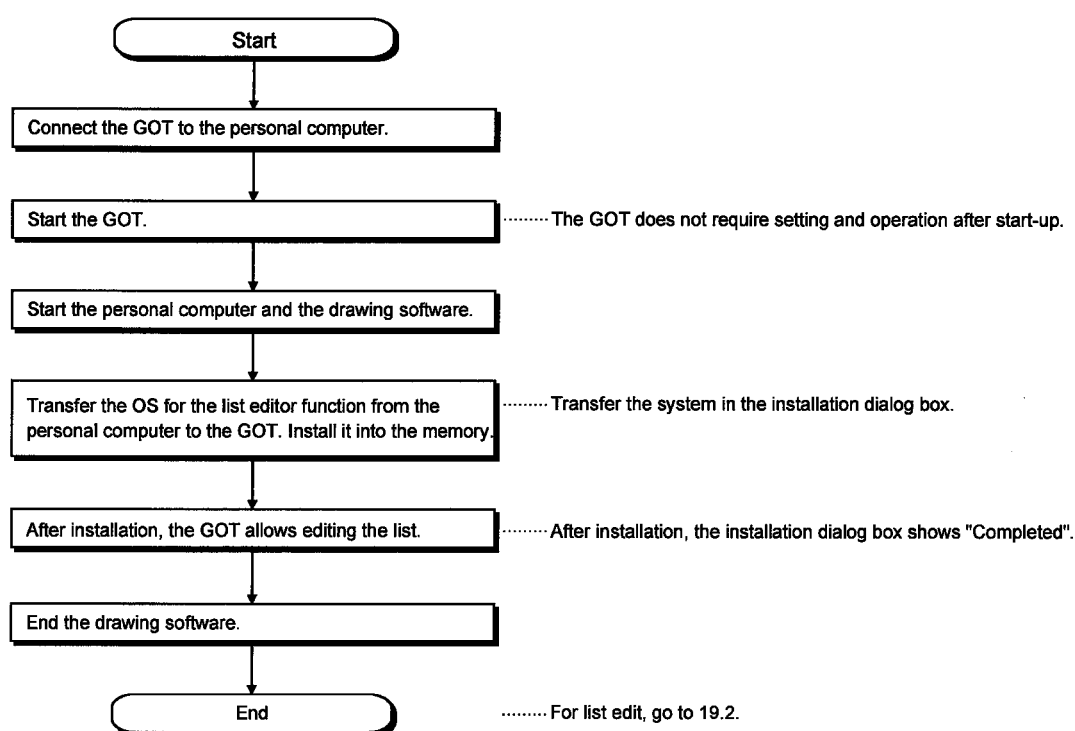 Start
Connect the GOT to the personal computer.
Start the GOT.
········· The GOT does not require setting and operation after start-up.
Start the personal computer and the drawing software.
Transfer the OS for the list editor function from the
personal computer to the GOT. Install it into the memory.
········· Transfer the system in the installation dialog box.
After installation, the GOT allows editing the list.
········· After installation, the installation dialog box shows "Completed".
End the drawing software.
End
········· For list edit, go to 19.2.